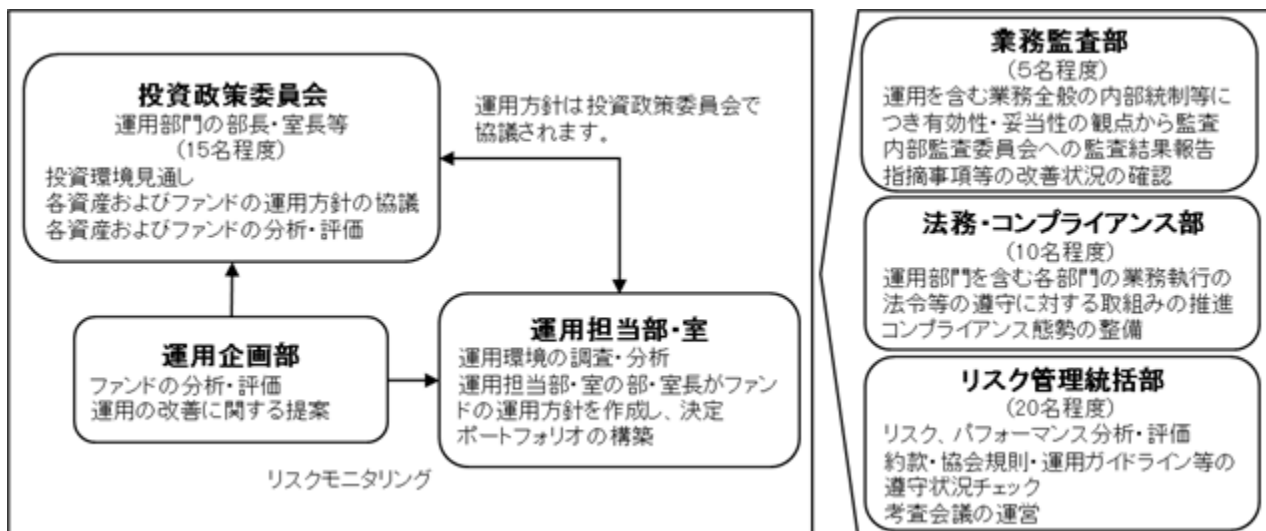 投資政策委員会
運用部門の部長・室長等
(15名程度)
投資環境見通し
各資産およびファンドの運用方針の協議
各資産およびファンドの分析・評価
運用方針は投資政策委員会で
協議されます。
運用企画部
ファンドの分析・評価
運用の改善に関する提案
運用担当部・室
運用環境の調査・分析
運用担当部・室の部・室長がファン
ドの運用方針を作成し、決定
ポートフォリオの構築
リスクモニタリング
業務監査部
(5名程度)
運用を含む業務全般の内部統制等に
つき有効性・妥当性の観点から監査
内部監査委員会への監査結果報告
指摘事項等の改善状況の確認
法務・コンプライアンス部
(10名程度)
運用部門を含む各部門の業務執行の
法令等の遵守に対する取組みの推進
コンプライアンス態勢の整備
リスク管理統括部
(20名程度)
リスク、パフォーマンス分析・評価
約款・協会規則・運用ガイドライン等の
遵守状況チェック
考査会議の運営